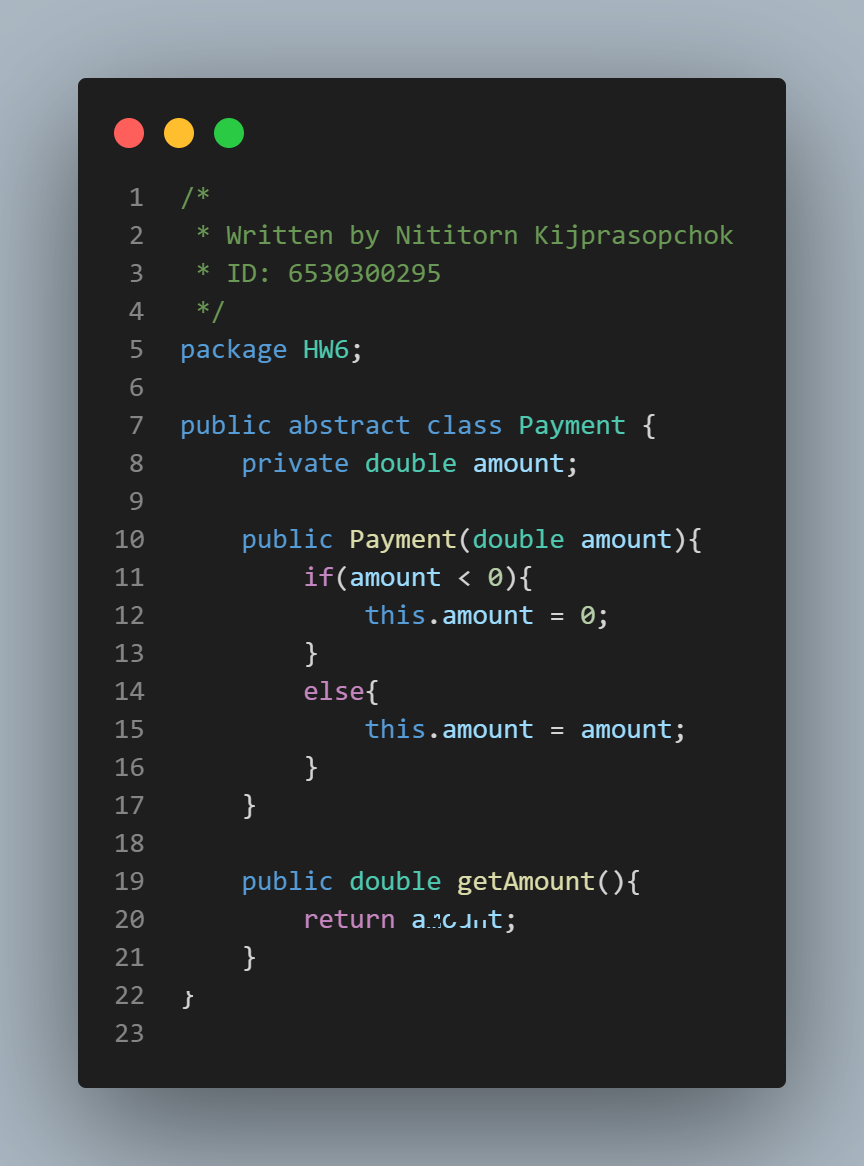 1 /*
2  * Written by Nititorn Kijprasopchok
3  * ID: 6530300295
4  */
5 package HW6;
6
7 public abstract class Payment {
8     private double amount;
9
10     public Payment(double amount){
11         if(amount < 0){
12             this.amount = 0;
13         }
14         else{
15             this.amount = amount;
16         }
17     }
18
19     public double getAmount(){
20         return amount;
21     }
22 }
23